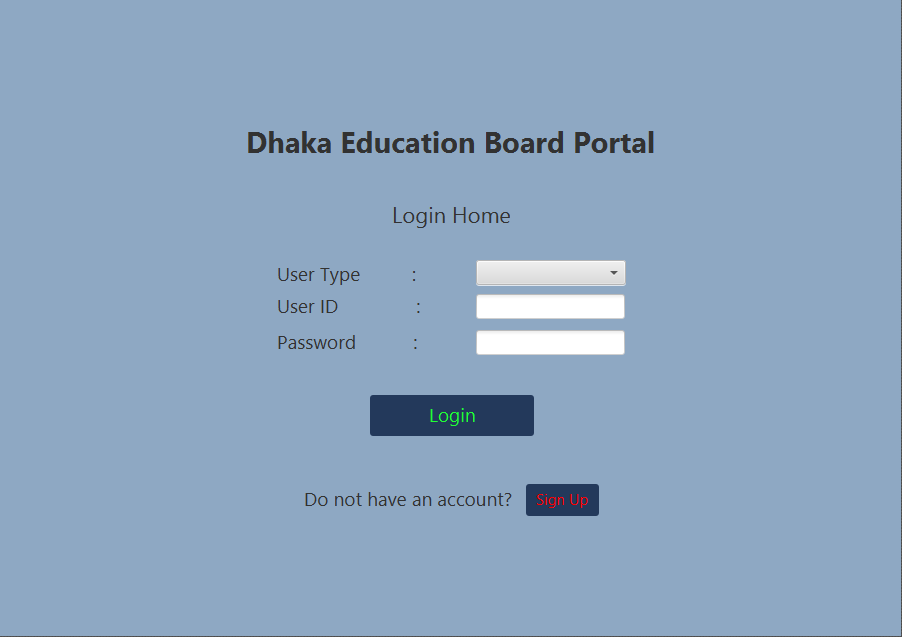 Dhaka Education Board Portal
Login Home
User Type :
User ID :
Password :
Login
Do not have an account? Sign Up